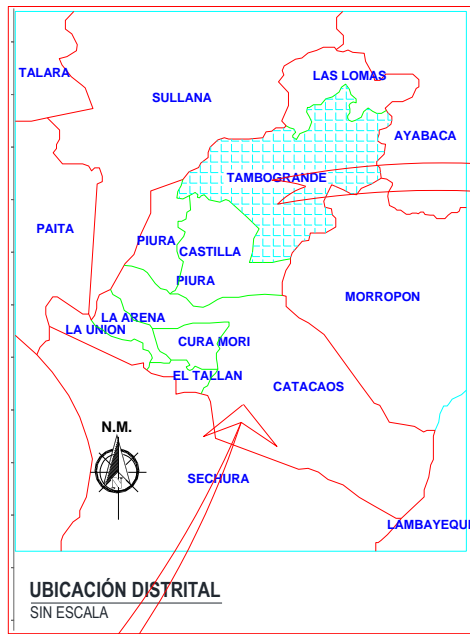 TALARA
LAS LOMAS
SULLANA
AYABACA
TAMBOGRANDE
PAITA
PIURA
CASTILLA
PIURA
MORROPON
LA ARENA
LA UNION
CURA MORI
EL TALLAN
CATACAOS
N.M.
SECHURA
LAMBAYEQUE
UBICACIÓN DISTRITAL
SIN ESCALA